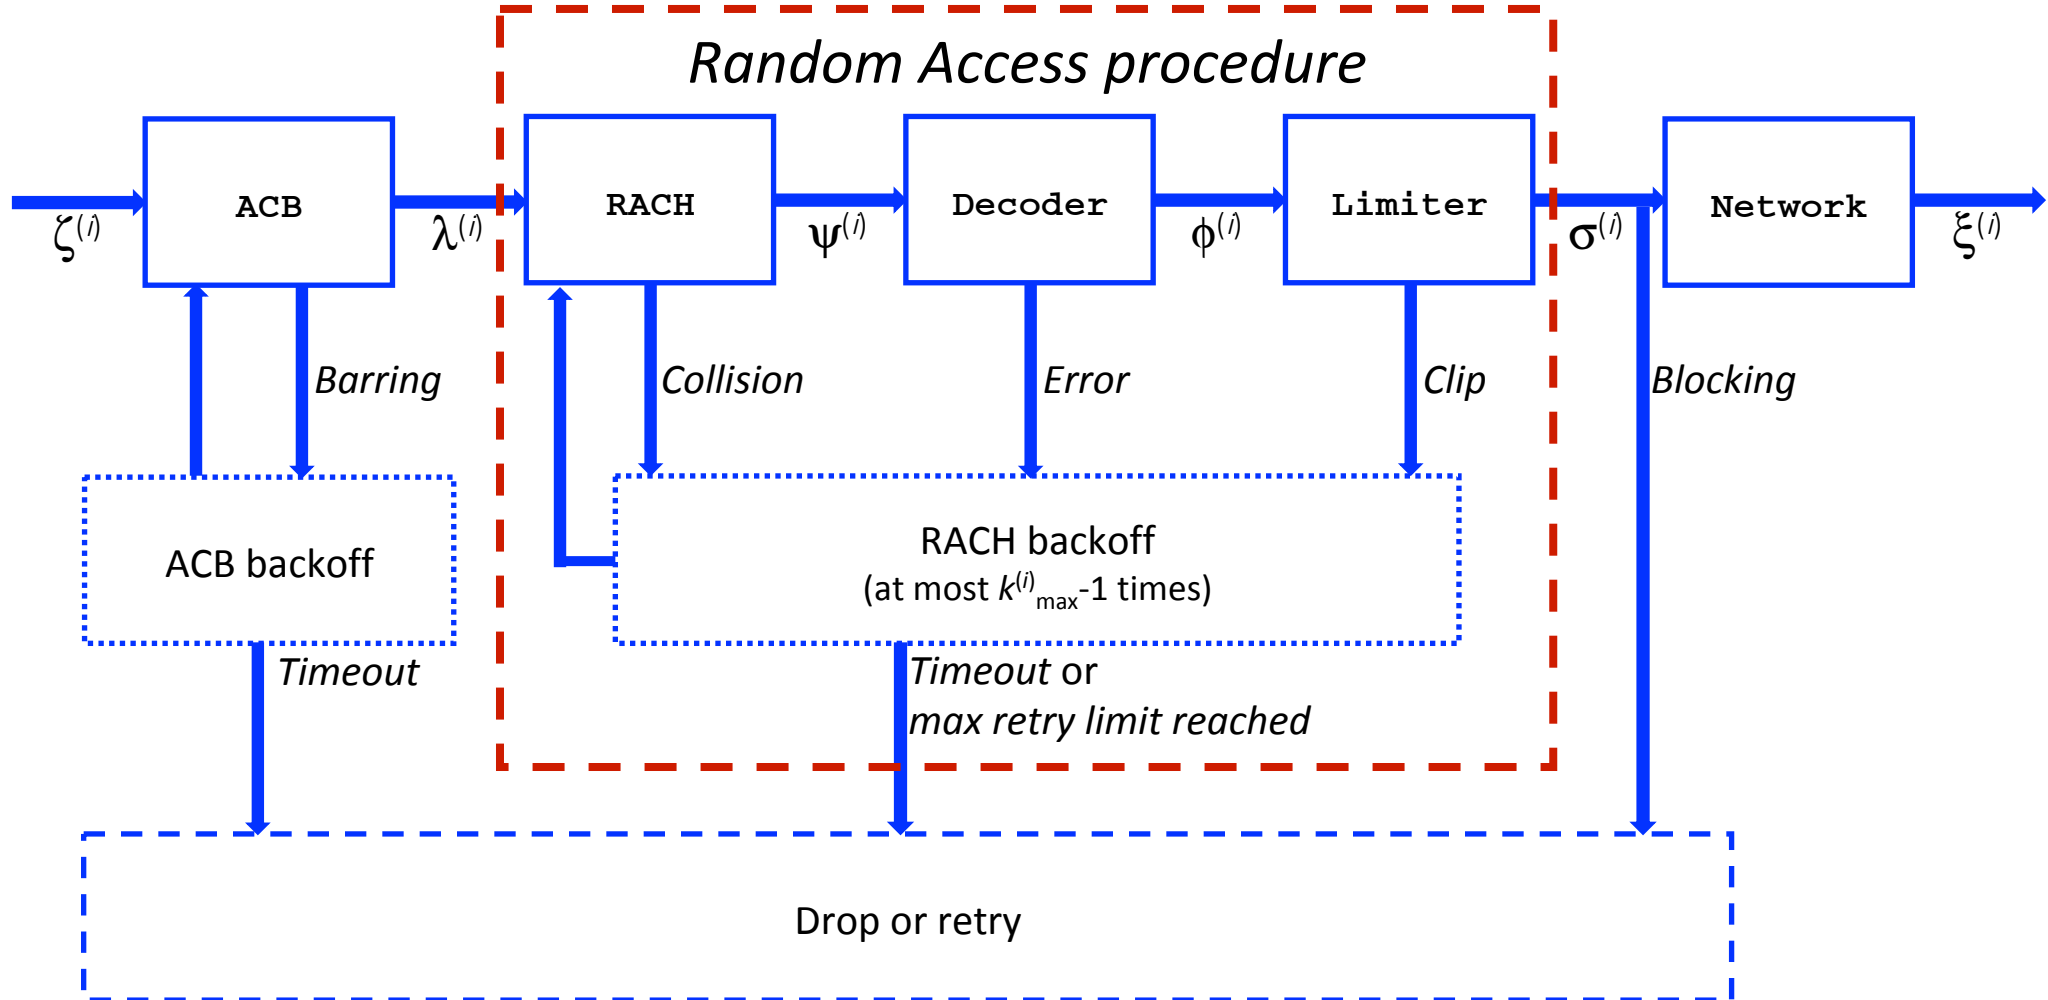 Random Access procedure
ACB
RACH
Decoder
Limiter
Network
ζ(i)
λ(i)
ψ(i)
ϕ(i)
σ(i)
ξ(i)
Barring
Collision
Error
Clip
Blocking
ACB backoff
RACH backoff
(at most k(i)max-1 times)
Timeout
Timeout or
max retry limit reached
Drop or retry